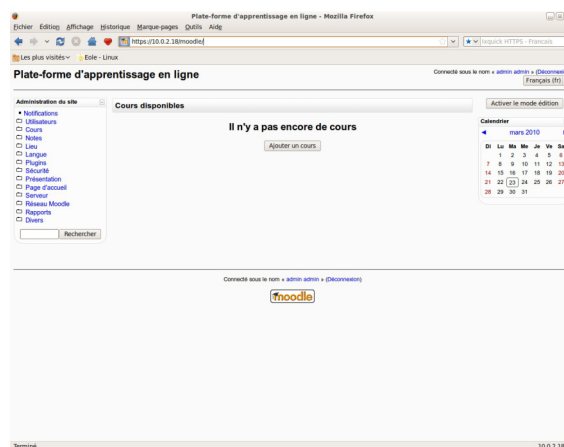 Plate-forme d'apprentissage en ligne - Mozilla Firefox
Fichier Edition Affichage Historique Marque-pages Outils Aide
https://10.0.2.18/moodle/
lequick HTTPS - Francais
Les plus visités Eole - Linux
Plate-forme d'apprentissage en ligne
Connecté sous le nom « admin admin » (Déconnexi
Français (fr)
Administration du site
Notifications
Utilisateurs
Cours
Notes
Lieu
Langue
Plugins
Sécurité
Présentation
Page d'accueil
Serveur
Réseau Moodle
Rapports
Divers
Rechercher
Cours disponibles
Il n'y a pas encore de cours
Ajouter un cours
Activer le mode édition
Calendrier
mars 2010
Di Lu Ma Me Je Ve Sa
1 2 3 4 5 6
7 8 9 10 11 12 13
14 15 16 17 18 19 20
21 22 23 24 25 26 27
28 29 30 31
Connecté sous le nom « admin admin » (Déconnexion)
moodle
Terminé 10.0.2.18